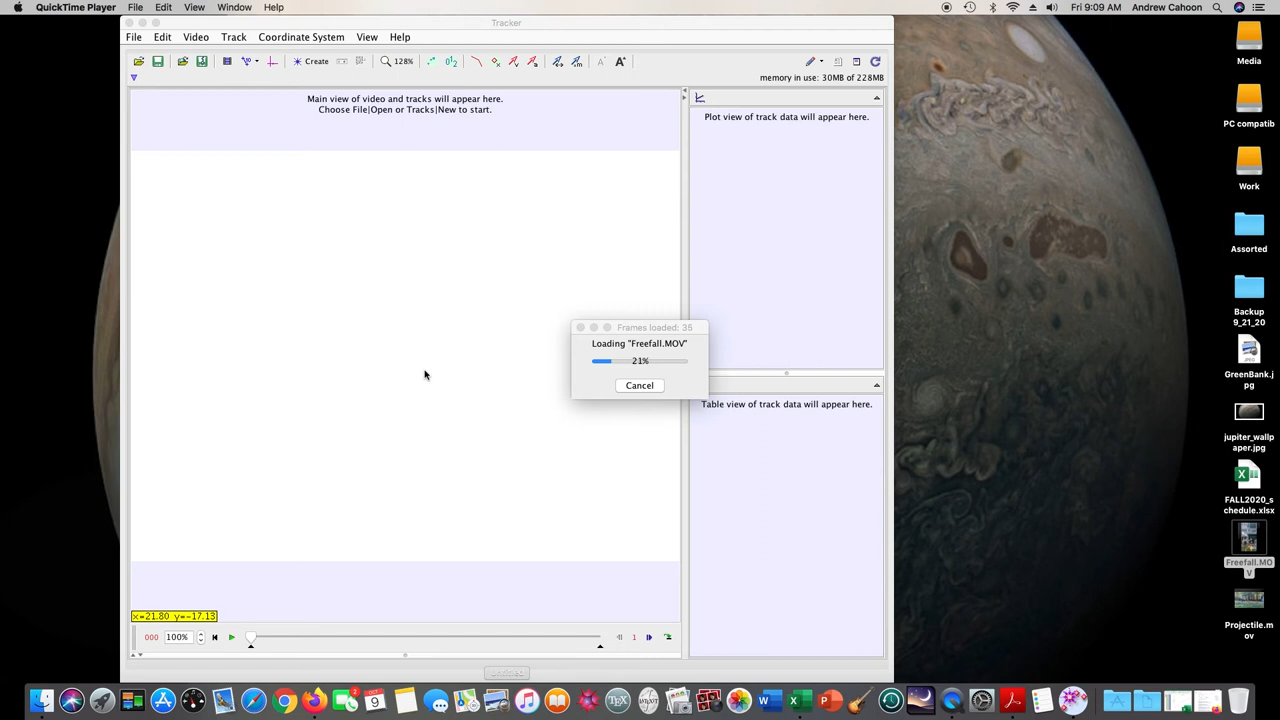 QuickTime Player File Edit View Window Help Fri 9:09 AM Andrew Cahoon
Tracker
File Edit Video Track Coordinate System View Help
Create 128%
memory in use: 30MB of 228MB
Main view of video and tracks will appear here.
Choose File|Open or Tracks|New to start.
Plot view of track data will appear here.
Frames loaded: 35
Loading "Freefall.MOV"
21%
Cancel
Table view of track data will appear here.
x=21.80 y=-17.13
000 100% 1
untitled
Media
PC compatib
Work
Assorted
Backup
9_21_20
GreenBank.j
pg
jupiter_wallp
aper.jpg
FALL2020_s
chedule.xlsx
Freefall.MO
V
Projectile.m
ov